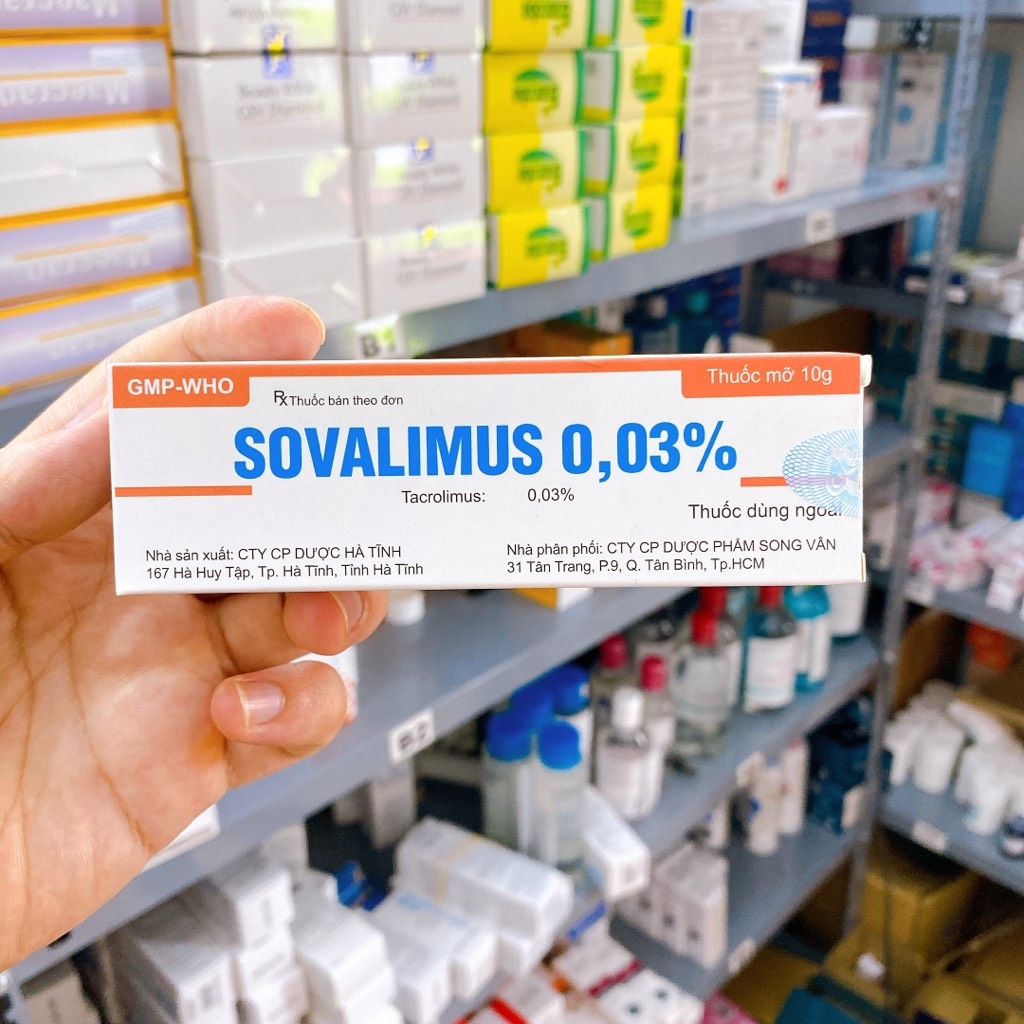 GMP-WHO
Thuốc mỡ 10g
Rx Thuốc bán theo đơn
SOVALIMUS 0,03%
Tacrolimus: 0,03%
Thuốc dùng ngoài
Nhà sản xuất: CTY CP DƯỢC HÀ TĨNH
167 Hà Huy Tập, Tp. Hà Tĩnh, Tỉnh Hà Tĩnh
Nhà phân phối: CTY CP DƯỢC PHẨM SONG VÂN
31 Tân Trang, P.9, Q. Tân Bình, Tp.HCM
B1
B2